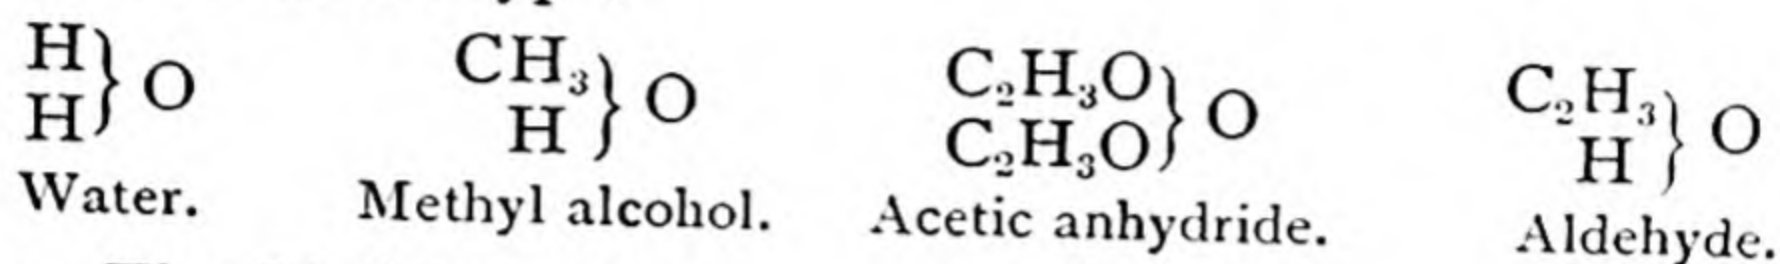 H CH₃ C₂H₃O C₂H₃
} O } O } O } O
H H C₂H₃O H
Water. Methyl alcohol. Acetic anhydride. Aldehyde.